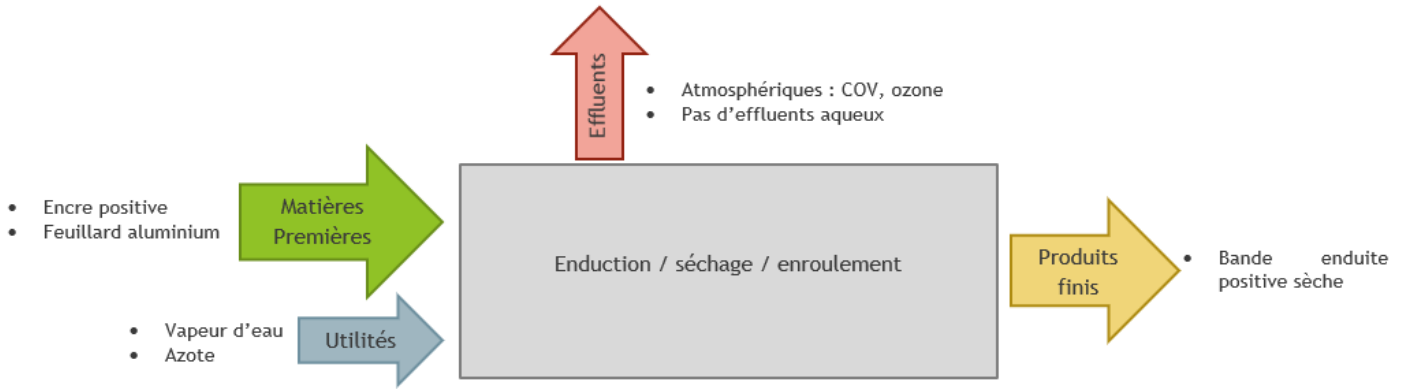 Effluents
• Atmosphériques : COV, ozone
• Pas d'effluents aqueux
• Encre positive
• Feuillard aluminium
Matières
Premières
Enduction / séchage / enroulement
Produits
finis
• Bande enduite
positive sèche
• Vapeur d'eau
• Azote
Utilités